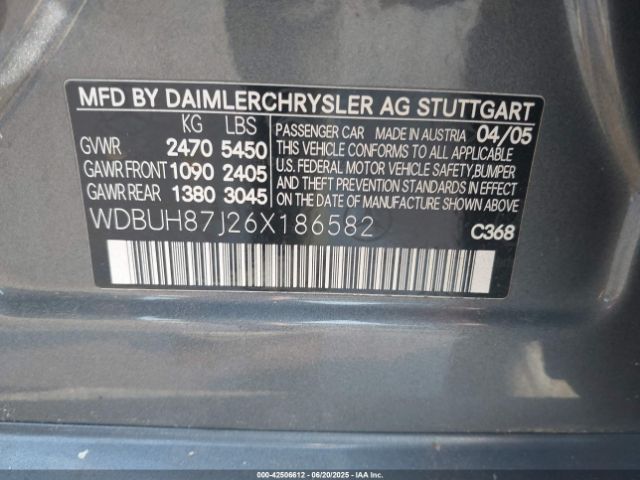 MFD BY DAIMLERCHRYSLER AG STUTTGART
KG LBS
GVWR 2470 5450
GAWR FRONT 1090 2405
GAWR REAR 1380 3045
PASSENGER CAR MADE IN AUSTRIA 04/05
THIS VEHICLE CONFORMS TO ALL APPLICABLE
U.S. FEDERAL MOTOR VEHICLE SAFETY, BUMPER
AND THEFT PREVENTION STANDARDS IN EFFECT
ON THE DATE OF MANUFACTURE SHOWN ABOVE.
WDBUH87J26X186582 C368
000-42506612 | 06/20/2025 | IAAI.COM